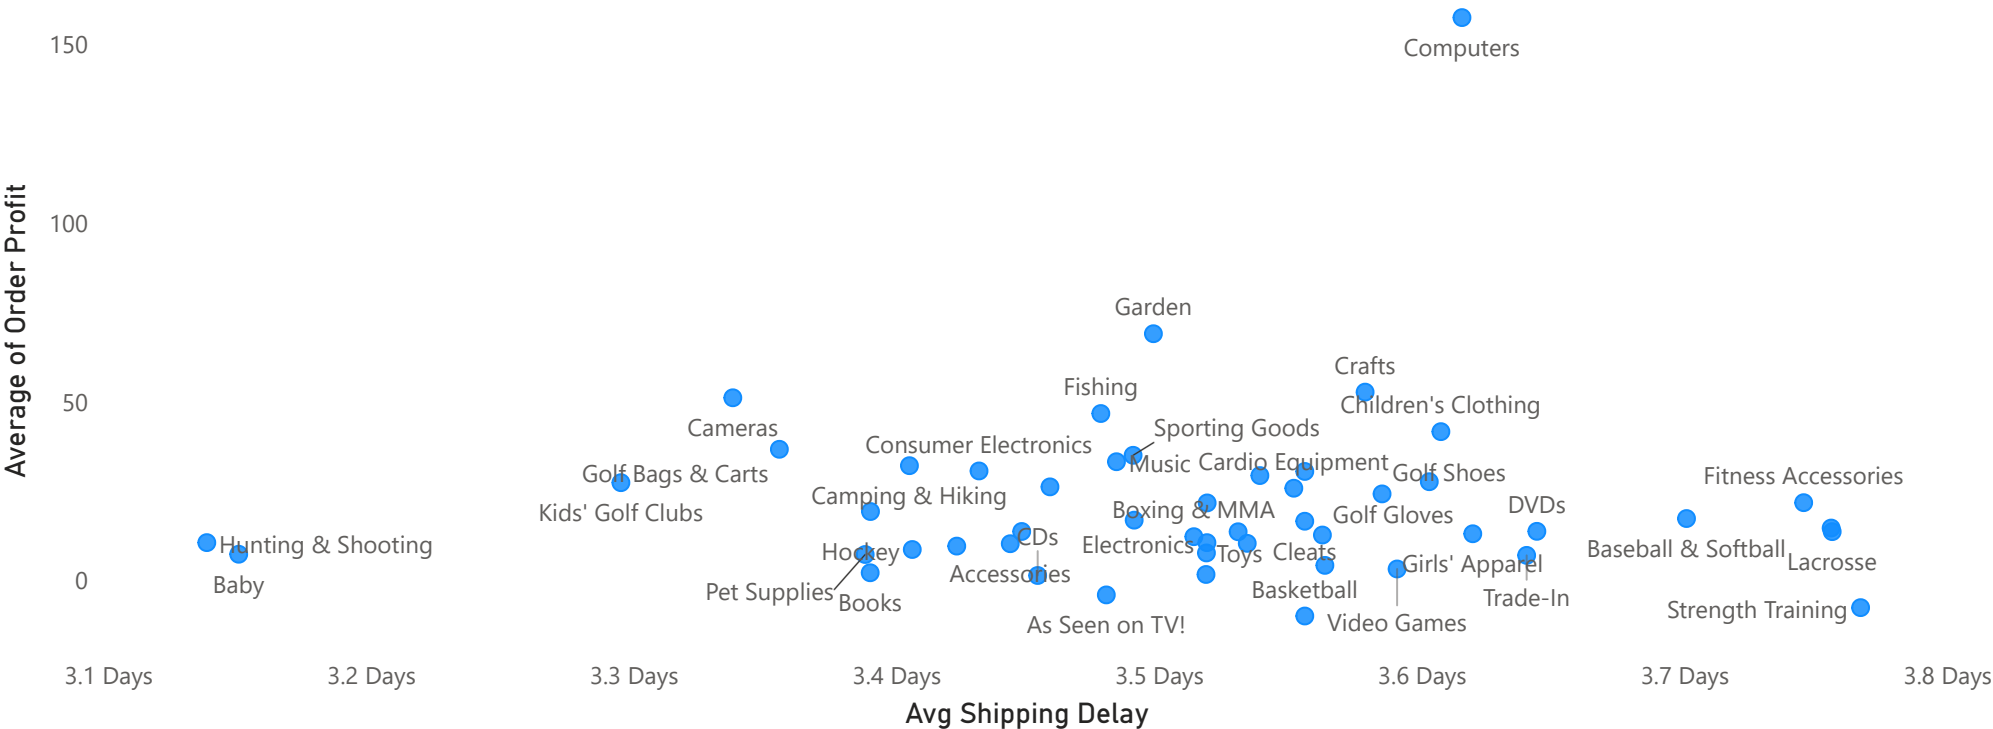 150
Computers
100
Garden
Crafts
Fishing
50
Children's Clothing
Cameras
Sporting Goods
Consumer Electronics
Music
Cardio Equipment
Golf Bags & Carts
Golf Shoes
Fitness Accessories
Camping & Hiking
DVDs
Kids' Golf Clubs
Boxing & MMA
Golf Gloves
CDs
Hunting & Shooting
Electronics
Hockey
Toys
Cleats
Baseball & Softball
Lacrosse
Girls' Apparel
Accessories
0
Baby
Pet Supplies
Books
Basketball
Trade-In
Strength Training
As Seen on TV!
Video Games
Average of Order Profit
3.1 Days
3.2 Days
3.3 Days
3.4 Days
3.5 Days
3.6 Days
3.7 Days
3.8 Days
Avg Shipping Delay